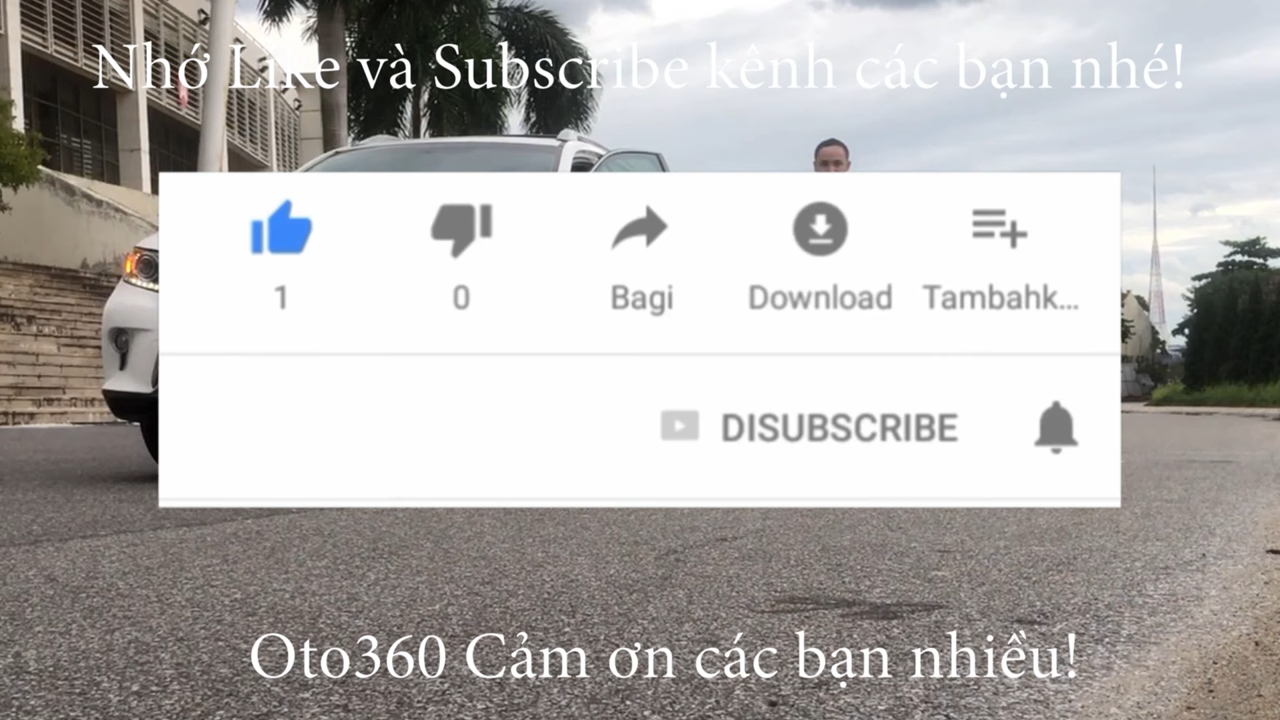 Nhớ Like và Subscribe kênh các bạn nhé!
1 0 Bagi Download Tambahk...
DISUBSCRIBE
Oto360 Cảm ơn các bạn nhiều!